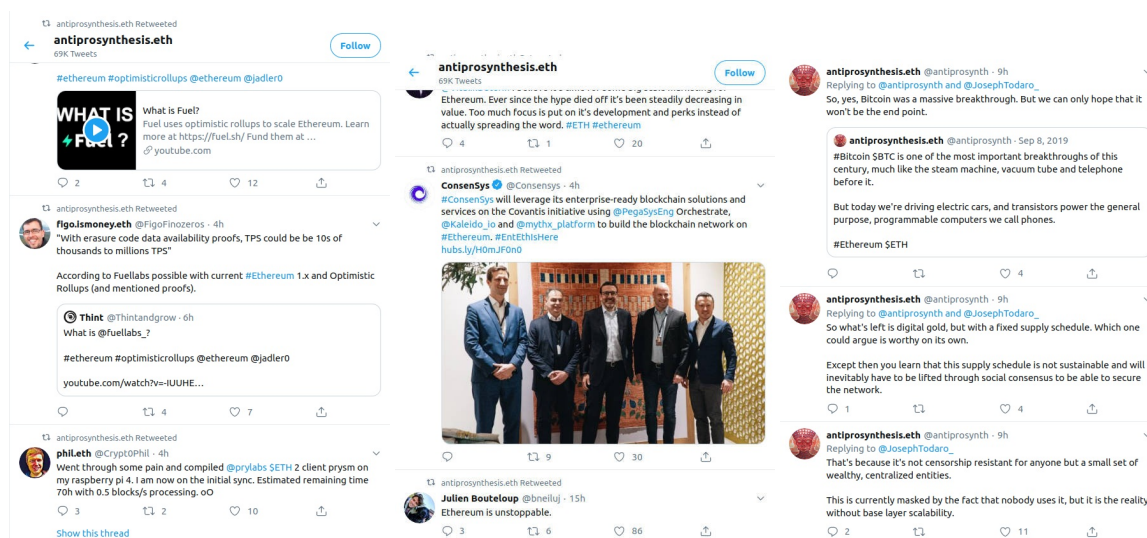 antiprosynthesis.eth Retweeted
antiprosynthesis.eth
69K Tweets
Follow
#ethereum #optimisticrollups @ethereum @jadler0
WHAT IS
Fuel ?
What is Fuel?
Fuel uses optimistic rollups to scale Ethereum. Learn
more at https://fuel.sh/ Fund them at …
youtube.com
2 4 12
antiprosynthesis.eth Retweeted
figo.ismoney.eth @FigoFinozeros · 4h
"With erasure code data availability proofs, TPS could be be 10s of
thousands to millions TPS"
According to Fuellabs possible with current #Ethereum 1.x and Optimistic
Rollups (and mentioned proofs).
Thint @Thintandgrow · 6h
What is @fuellabs_?
#ethereum #optimisticrollups @ethereum @jadler0
youtube.com/watch?v=-IUUHE…
4 7
antiprosynthesis.eth Retweeted
phil.eth @Crypt0Phil · 4h
Went through some pain and compiled @prylabs $ETH 2 client prysm on
my raspberry pi 4. I am now on the initial sync. Estimated remaining time
70h with 0.5 blocks/s processing. oO
3 2 10
Show this thread
antiprosynthesis.eth
69K Tweets
Follow
Ethereum. Ever since the hype died off it's been steadily decreasing in
value. Too much focus is put on it's development and perks instead of
actually spreading the word. #ETH #ethereum
4 1 20
antiprosynthesis.eth Retweeted
ConsenSys @Consensys · 4h
#ConsenSys will leverage its enterprise-ready blockchain solutions and
services on the Covantis initiative using @PegaSysEng Orchestrate,
@Kaleido_io and @mythx_platform to build the blockchain network on
#Ethereum. #EntEthIsHere
hubs.ly/H0mJF0n0
9 30
antiprosynthesis.eth Retweeted
Julien Bouteloup @bneiluj · 15h
Ethereum is unstoppable.
3 6 86
antiprosynthesis.eth @antiprosynth · 9h
Replying to @antiprosynth and @JosephTodaro_
So, yes, Bitcoin was a massive breakthrough. But we can only hope that it
won't be the end point.
antiprosynthesis.eth @antiprosynth · Sep 8, 2019
#Bitcoin $BTC is one of the most important breakthroughs of this
century, much like the steam machine, vacuum tube and telephone
before it.
But today we're driving electric cars, and transistors power the general
purpose, programmable computers we call phones.
#Ethereum $ETH
4
antiprosynthesis.eth @antiprosynth · 9h
Replying to @antiprosynth and @JosephTodaro_
So what's left is digital gold, but with a fixed supply schedule. Which one
could argue is worthy on its own.
Except then you learn that this supply schedule is not sustainable and will
inevitably have to be lifted through social consensus to be able to secure
the network.
1 4
antiprosynthesis.eth @antiprosynth · 9h
Replying to @JosephTodaro_
That's because it's not censorship resistant for anyone but a small set of
wealthy, centralized entities.
This is currently masked by the fact that nobody uses it, but it is the reality
without base layer scalability.
2 11